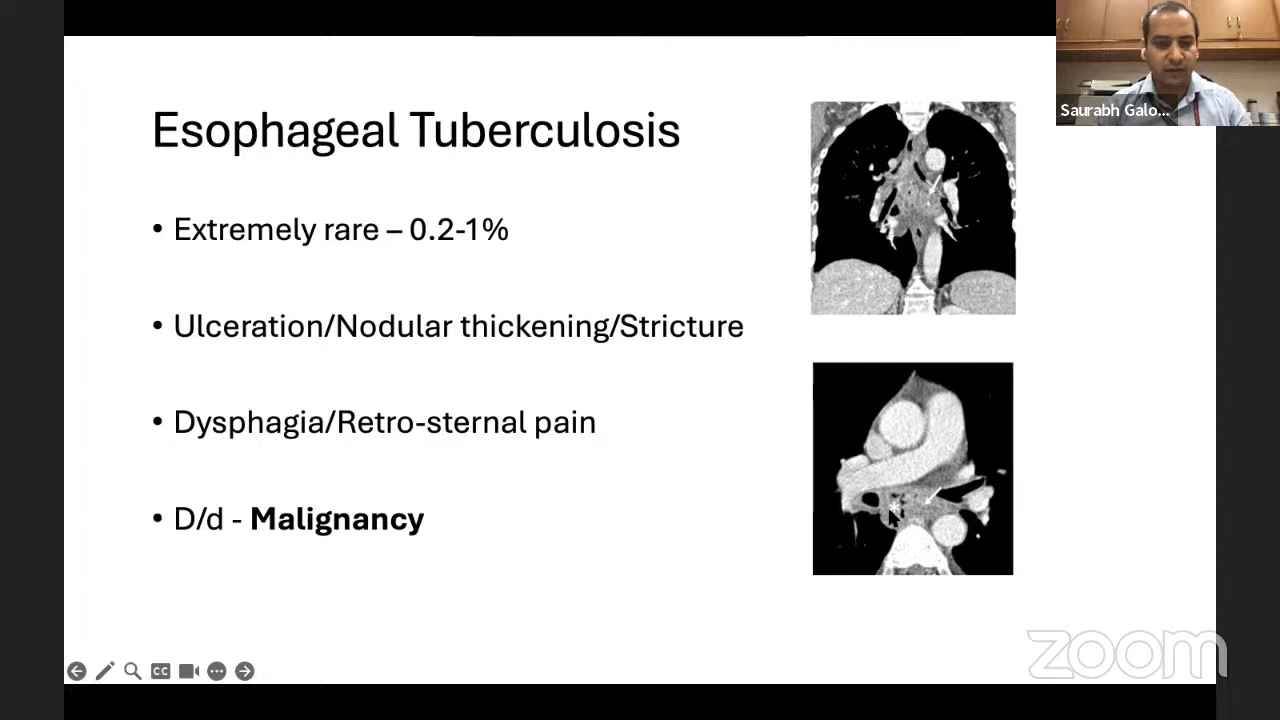 Esophageal Tuberculosis
• Extremely rare – 0.2-1%
• Ulceration/Nodular thickening/Stricture
• Dysphagia/Retro-sternal pain
• D/d - Malignancy
Saurabh Galo...
*
CC
zoom